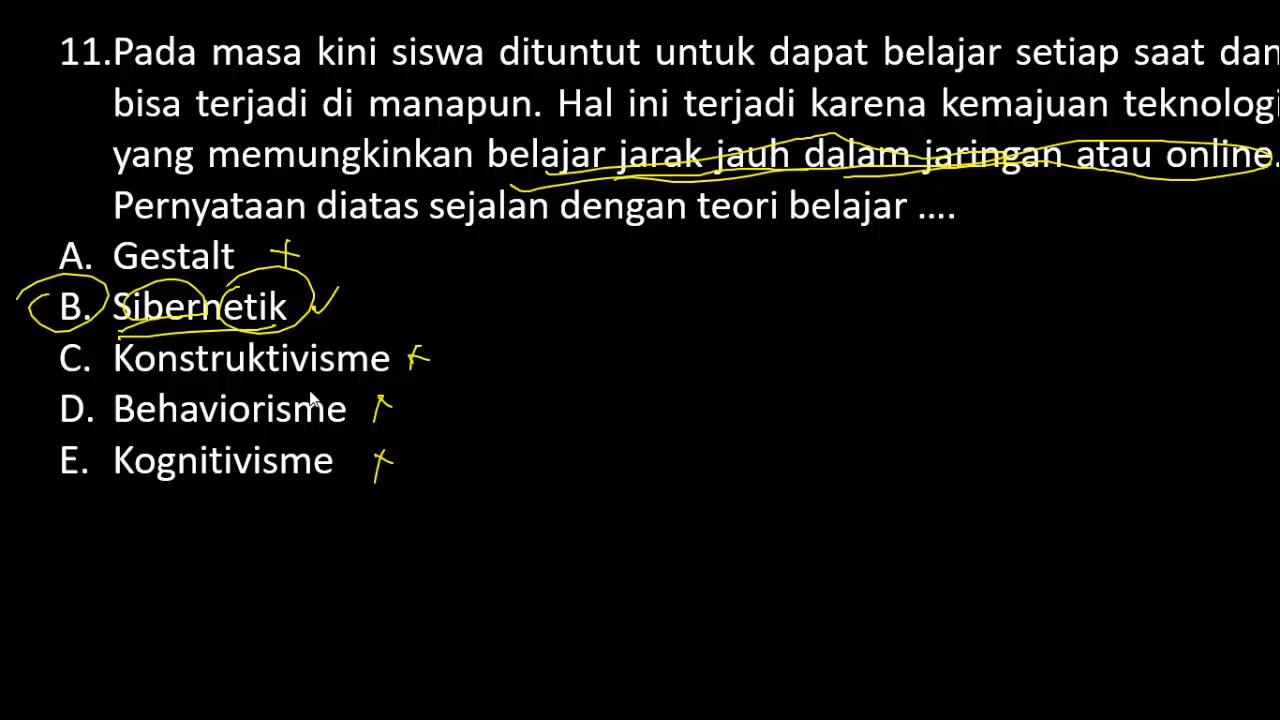 11.Pada masa kini siswa dituntut untuk dapat belajar setiap saat dan
bisa terjadi di manapun. Hal ini terjadi karena kemajuan teknologi
yang memungkinkan belajar jarak jauh dalam jaringan atau online.
Pernyataan diatas sejalan dengan teori belajar ....
A. Gestalt
B. Sibernetik
C. Konstruktivisme
D. Behaviorisme
E. Kognitivisme